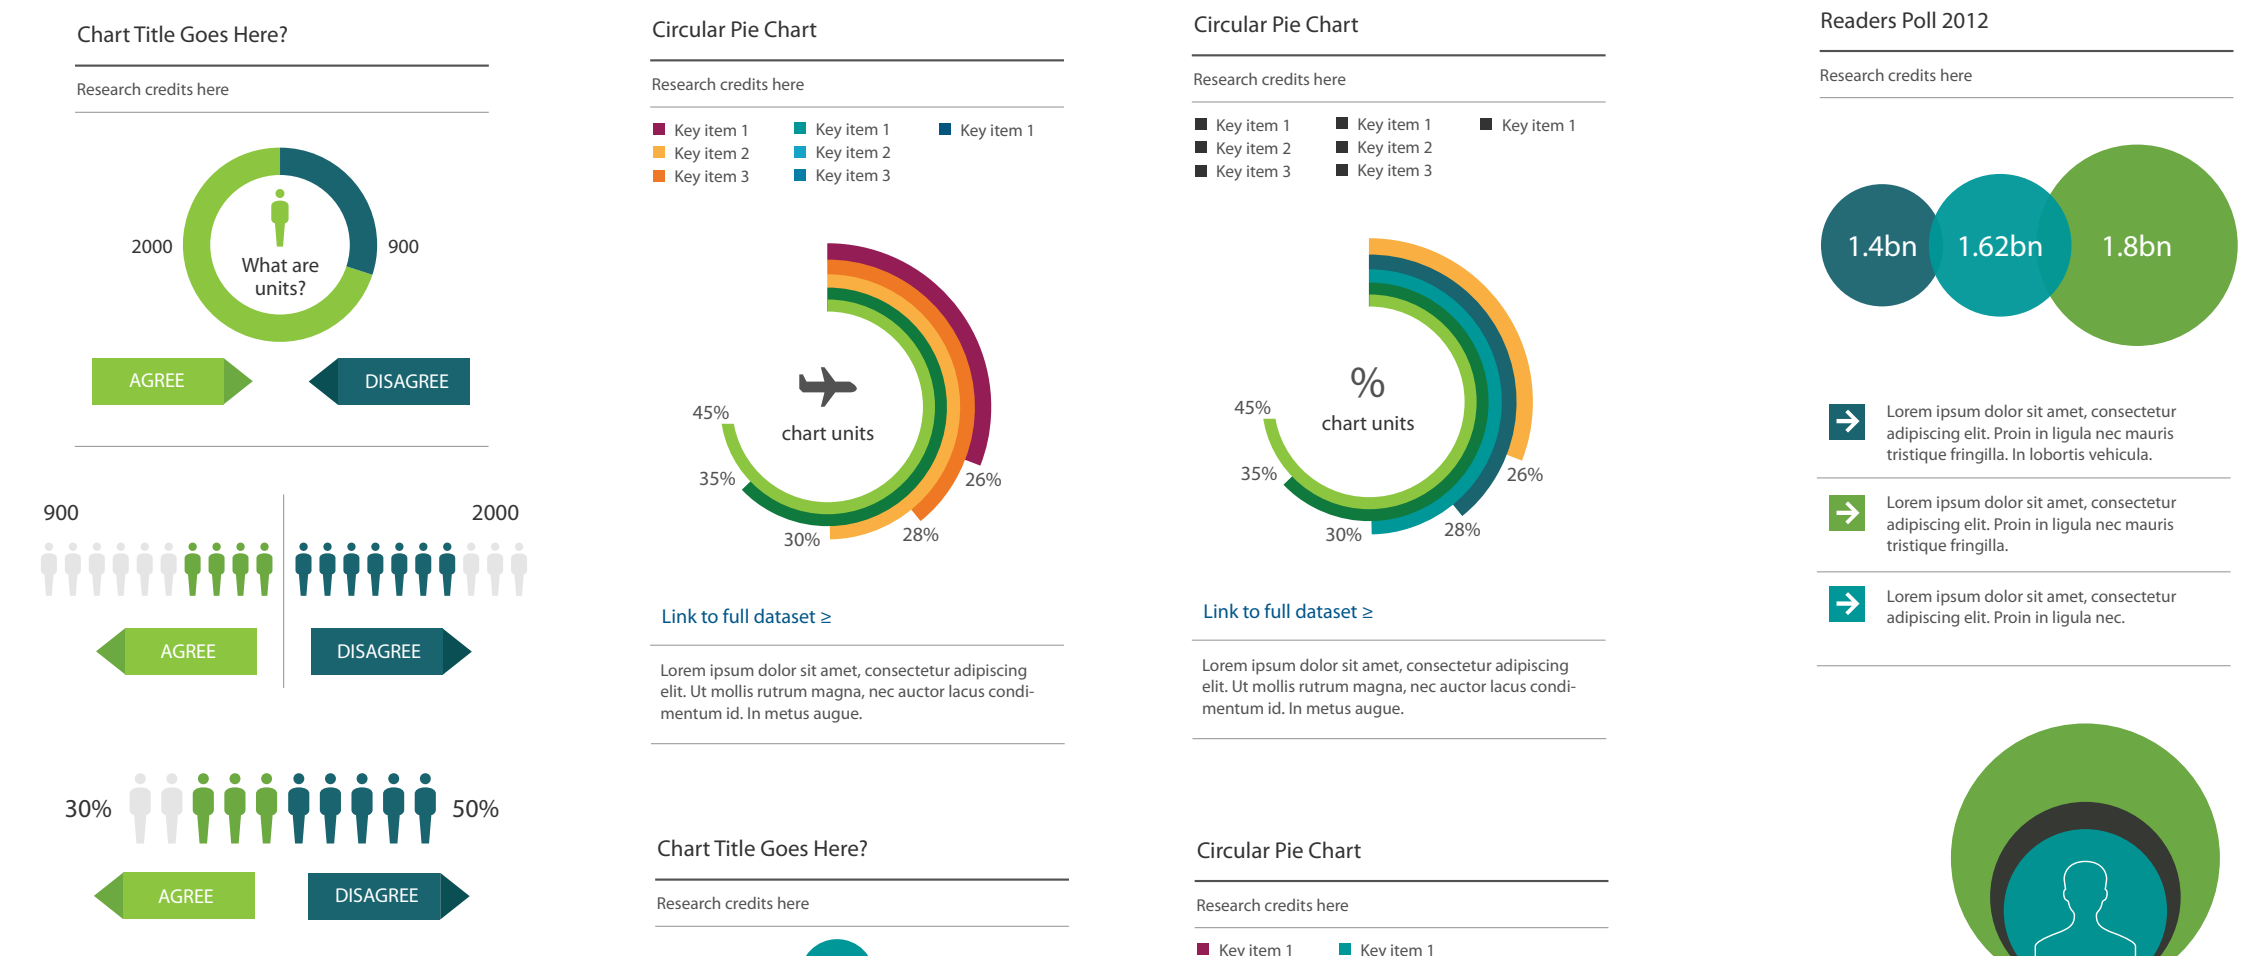 Chart Title Goes Here?
Research credits here
2000
900
What are
units?
AGREE
DISAGREE
900
2000
AGREE
DISAGREE
30%
50%
AGREE
DISAGREE
Circular Pie Chart
Research credits here
Key item 1
Key item 2
Key item 3
Key item 1
Key item 2
Key item 3
Key item 1
45%
chart units
35%
26%
30%
28%
Link to full dataset ≥
Lorem ipsum dolor sit amet, consectetur adipiscing
elit. Ut mollis rutrum magna, nec auctor lacus condi-
mentum id. In metus augue.
Chart Title Goes Here?
Research credits here
Circular Pie Chart
Research credits here
Key item 1
Key item 2
Key item 3
Key item 1
Key item 2
Key item 3
Key item 1
%
45%
chart units
35%
26%
30%
28%
Link to full dataset ≥
Lorem ipsum dolor sit amet, consectetur adipiscing
elit. Ut mollis rutrum magna, nec auctor lacus condi-
mentum id. In metus augue.
Circular Pie Chart
Research credits here
Key item 1
Key item 1
Readers Poll 2012
Research credits here
1.4bn
1.62bn
1.8bn
Lorem ipsum dolor sit amet, consectetur
adipiscing elit. Proin in ligula nec mauris
tristique fringilla. In lobortis vehicula.
Lorem ipsum dolor sit amet, consectetur
adipiscing elit. Proin in ligula nec mauris
tristique fringilla.
Lorem ipsum dolor sit amet, consectetur
adipiscing elit. Proin in ligula nec.